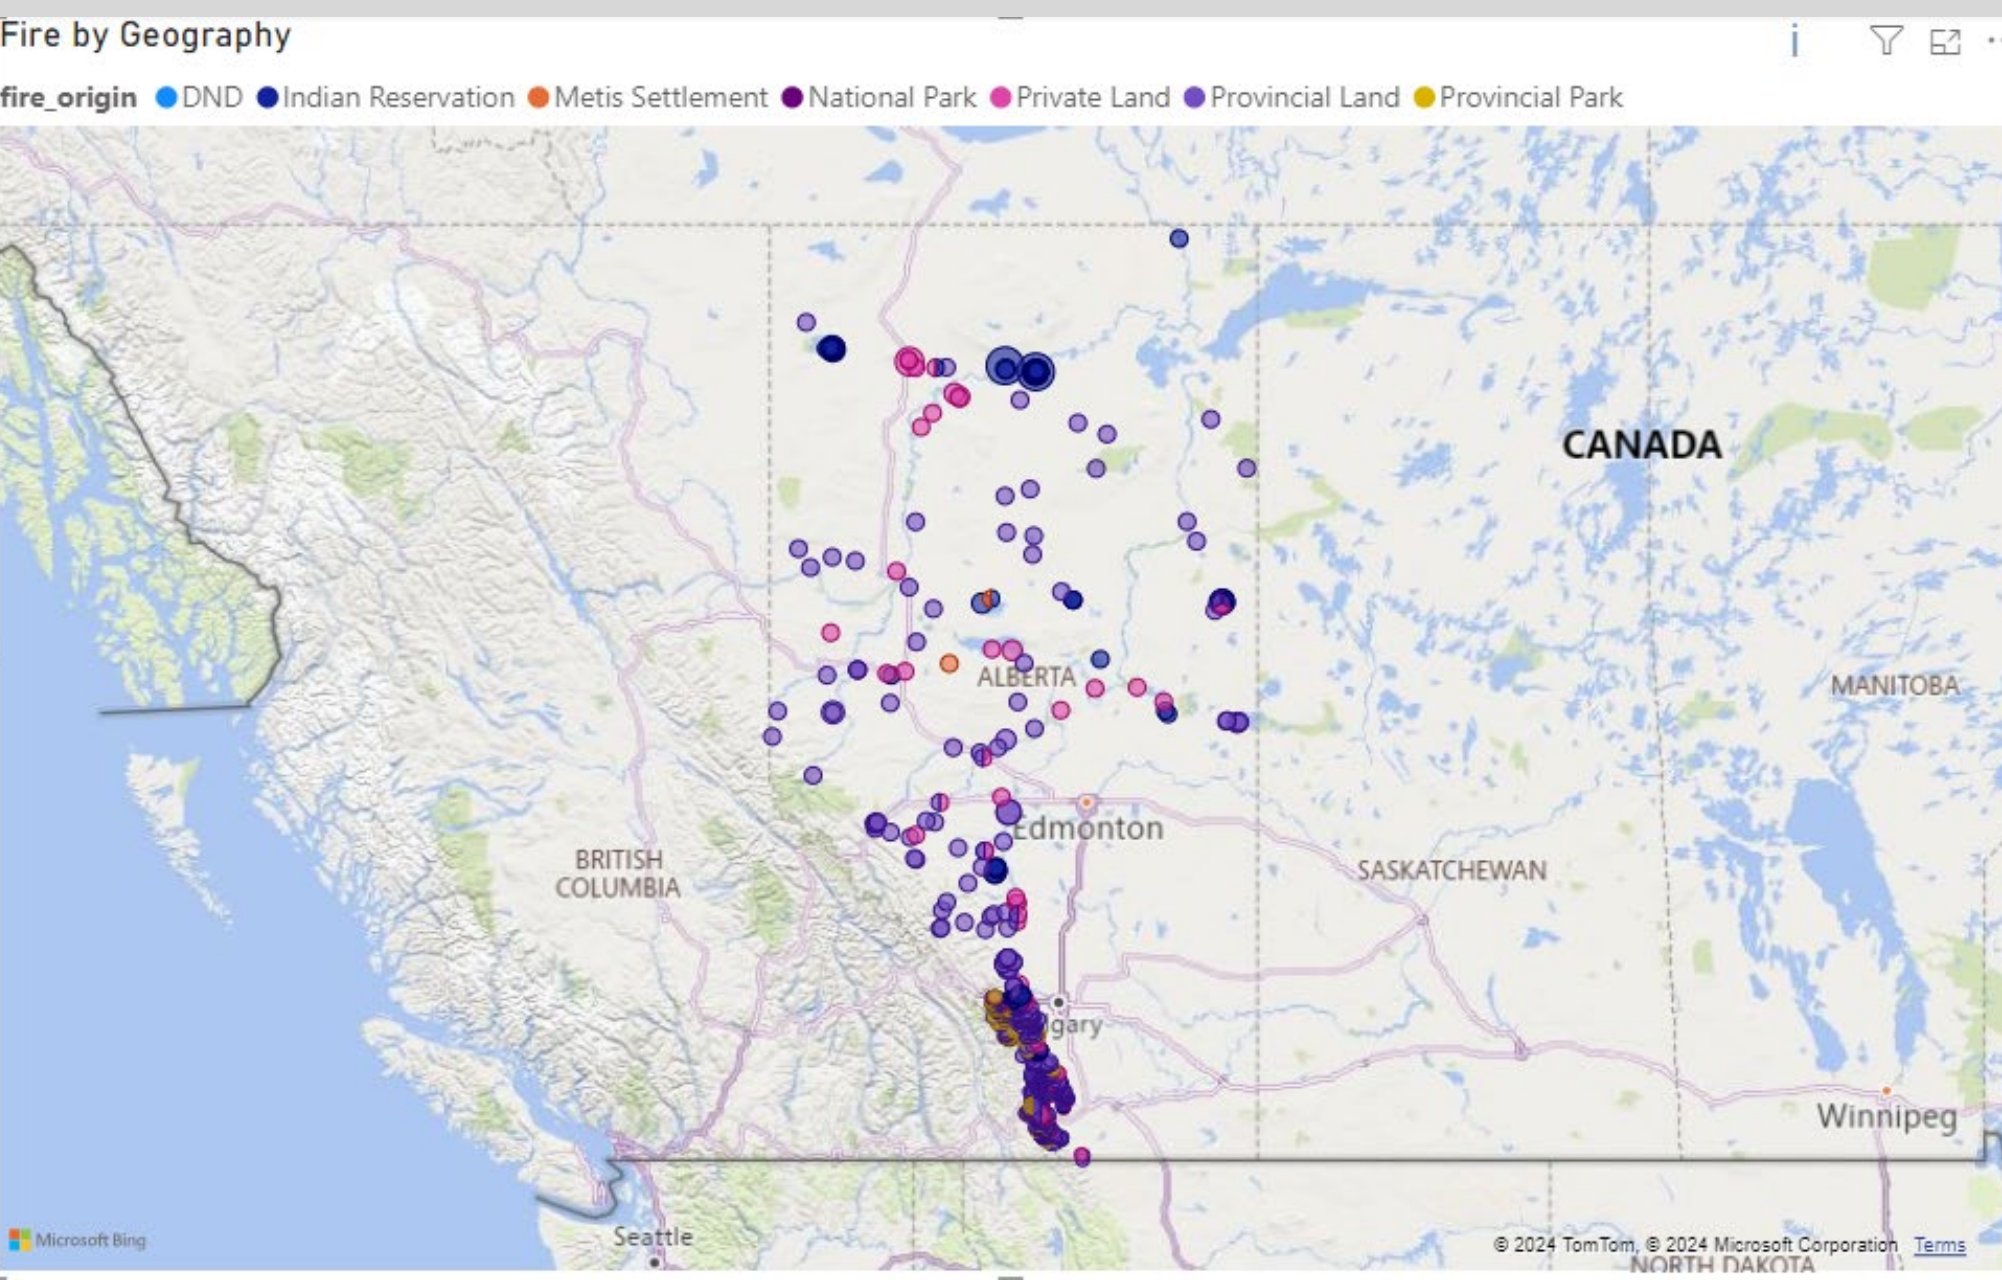 Fire by Geography
fire_origin DND Indian Reservation Metis Settlement National Park Private Land Provincial Land Provincial Park
CANADA
ALBERTA
MANITOBA
Edmonton
BRITISH
COLUMBIA
SASKATCHEWAN
gary
Winnipeg
Seattle
Microsoft Bing
© 2024 TomTom, © 2024 Microsoft Corporation Terms
NORTH DAKOTA